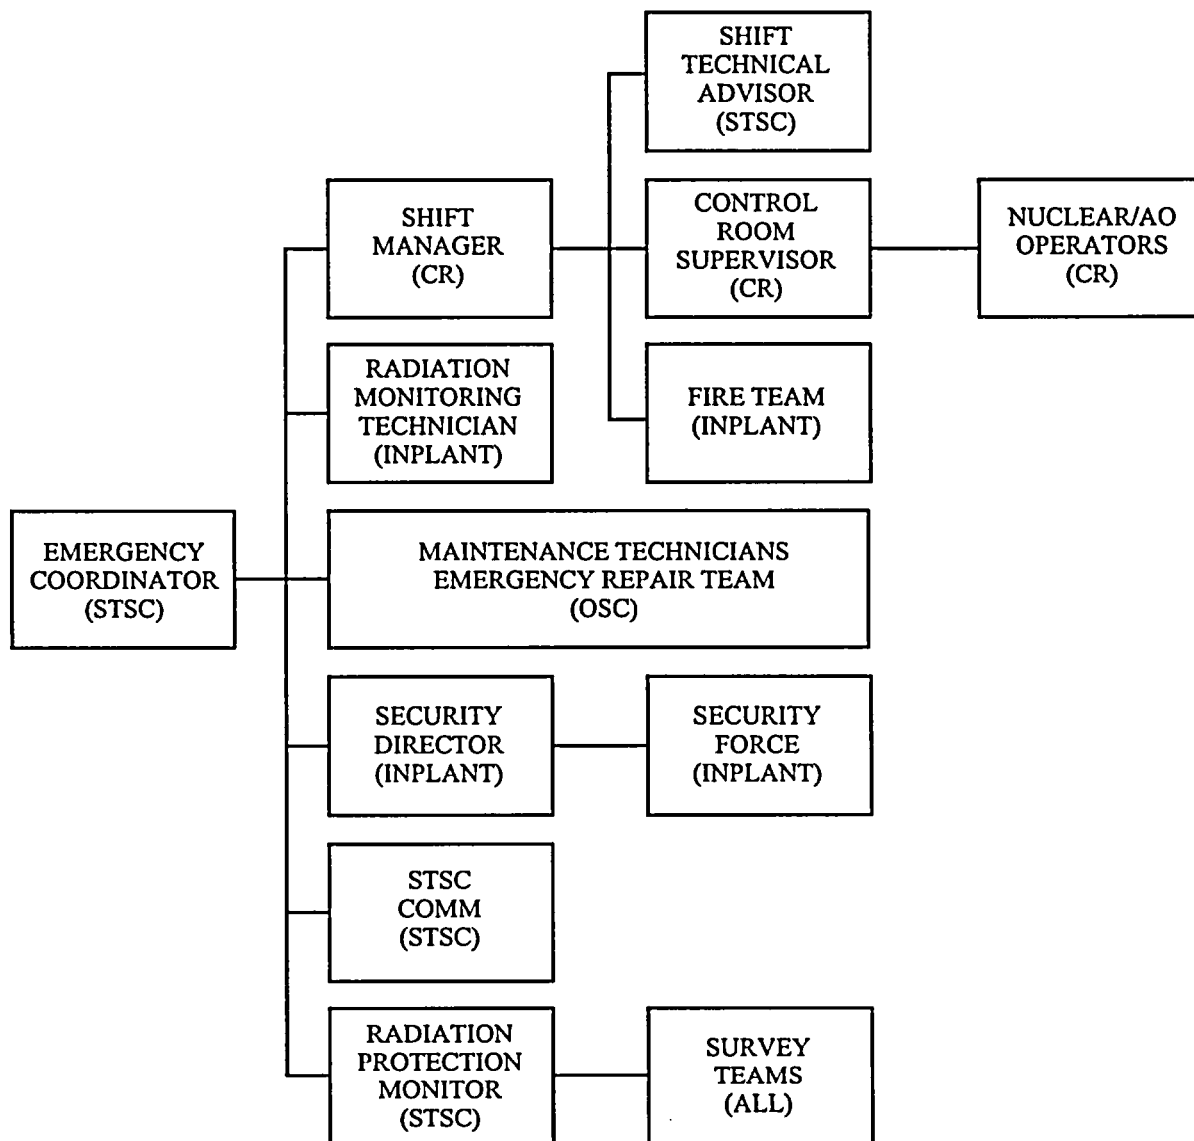 SHIFT
TECHNICAL
ADVISOR
(STSC)
SHIFT
MANAGER
(CR)
CONTROL
ROOM
SUPERVISOR
(CR)
NUCLEAR/AO
OPERATORS
(CR)
RADIATION
MONITORING
TECHNICIAN
(INPLANT)
FIRE TEAM
(INPLANT)
EMERGENCY
COORDINATOR
(STSC)
MAINTENANCE TECHNICIANS
EMERGENCY REPAIR TEAM
(OSC)
SECURITY
DIRECTOR
(INPLANT)
SECURITY
FORCE
(INPLANT)
STSC
COMM
(STSC)
RADIATION
PROTECTION
MONITOR
(STSC)
SURVEY
TEAMS
(ALL)